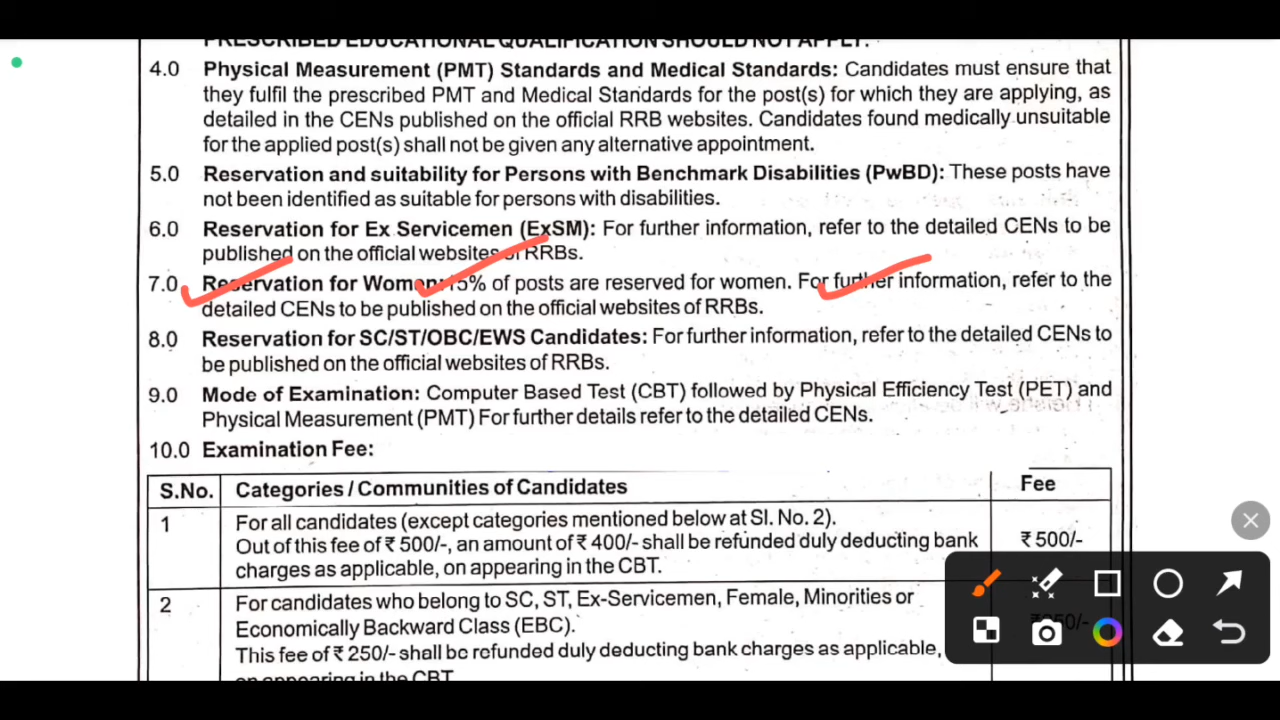 PRESCRIBED EDUCATIONAL QUALIFICATION SHOULD NOT APPLY.
4.0 Physical Measurement (PMT) Standards and Medical Standards: Candidates must ensure that
they fulfil the prescribed PMT and Medical Standards for the post(s) for which they are applying, as
detailed in the CENs published on the official RRB websites. Candidates found medically unsuitable
for the applied post(s) shall not be given any alternative appointment.
5.0 Reservation and suitability for Persons with Benchmark Disabilities (PwBD): These posts have
not been identified as suitable for persons with disabilities.
6.0 Reservation for Ex Servicemen (ExSM): For further information, refer to the detailed CENs to be
published on the official websites of RRBs.
7.0 Reservation for Women: 15% of posts are reserved for women. For further information, refer to the
detailed CENs to be published on the official websites of RRBs.
8.0 Reservation for SC/ST/OBC/EWS Candidates: For further information, refer to the detailed CENs to
be published on the official websites of RRBs.
9.0 Mode of Examination: Computer Based Test (CBT) followed by Physical Efficiency Test (PET) and
Physical Measurement (PMT) For further details refer to the detailed CENs.
10.0 Examination Fee:
S.No. Categories / Communities of Candidates Fee
1 For all candidates (except categories mentioned below at Sl. No. 2).
Out of this fee of ₹ 500/-, an amount of ₹ 400/- shall be refunded duly deducting bank ₹ 500/-
charges as applicable, on appearing in the CBT.
2 For candidates who belong to SC, ST, Ex-Servicemen, Female, Minorities or
Economically Backward Class (EBC). ₹250/-
This fee of ₹ 250/- shall be refunded duly deducting bank charges as applicable,
on appearing in the CBT.